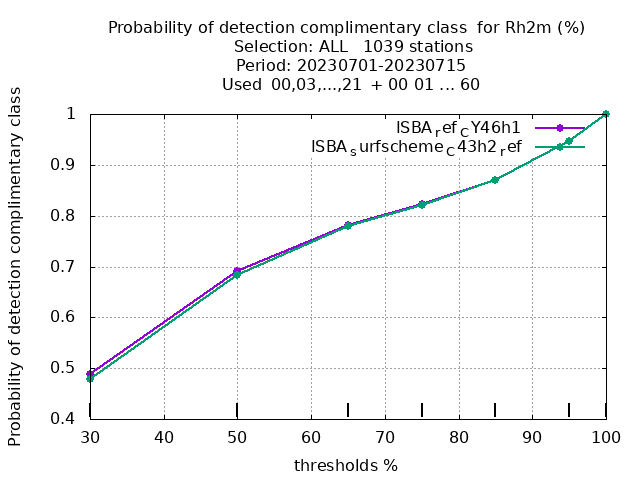 Probability of detection complimentary class for Rh2m (%)
Selection: ALL 1039 stations
Period: 20230701-20230715
Used 00,03,...,21 + 00 01 ... 60
Probability of detection complimentary class
1
0.9
0.8
0.7
0.6
0.5
0.4
ISBA_ref_CY46h1
ISBA_surfscheme_C43h2_ref
30 40 50 60 70 80 90 100
thresholds %